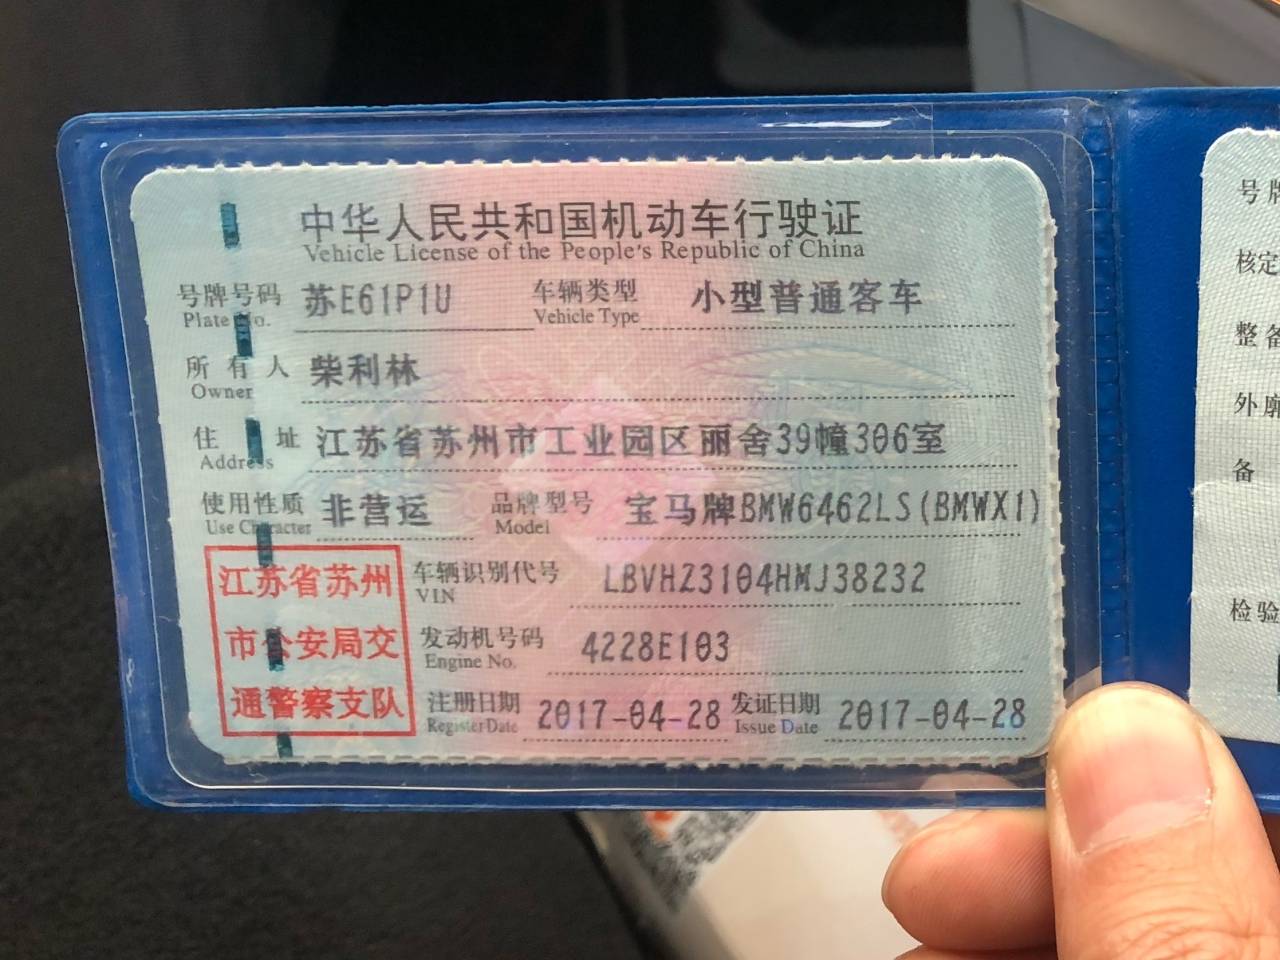 中华人民共和国机动车行驶证
Vehicle License of the People's Republic of China
号牌号码 苏E61P1U 车辆类型 小型普通客车
Plate No. Vehicle Type
所有人 柴利林
Owner
住址 江苏省苏州市工业园区丽舍39幢306室
Address
使用性质 非营运 品牌型号 宝马牌BMW6462LS(BMWX1)
Use Character Model
江苏省苏州
市公安局交
通警察支队
车辆识别代号 LBVHZ3104HMJ38232
VIN
发动机号码 4228E103
Engine No.
注册日期 2017-04-28 发证日期 2017-04-28
Register Date Issue Date
号牌
核定
整备
外廓
备
检验